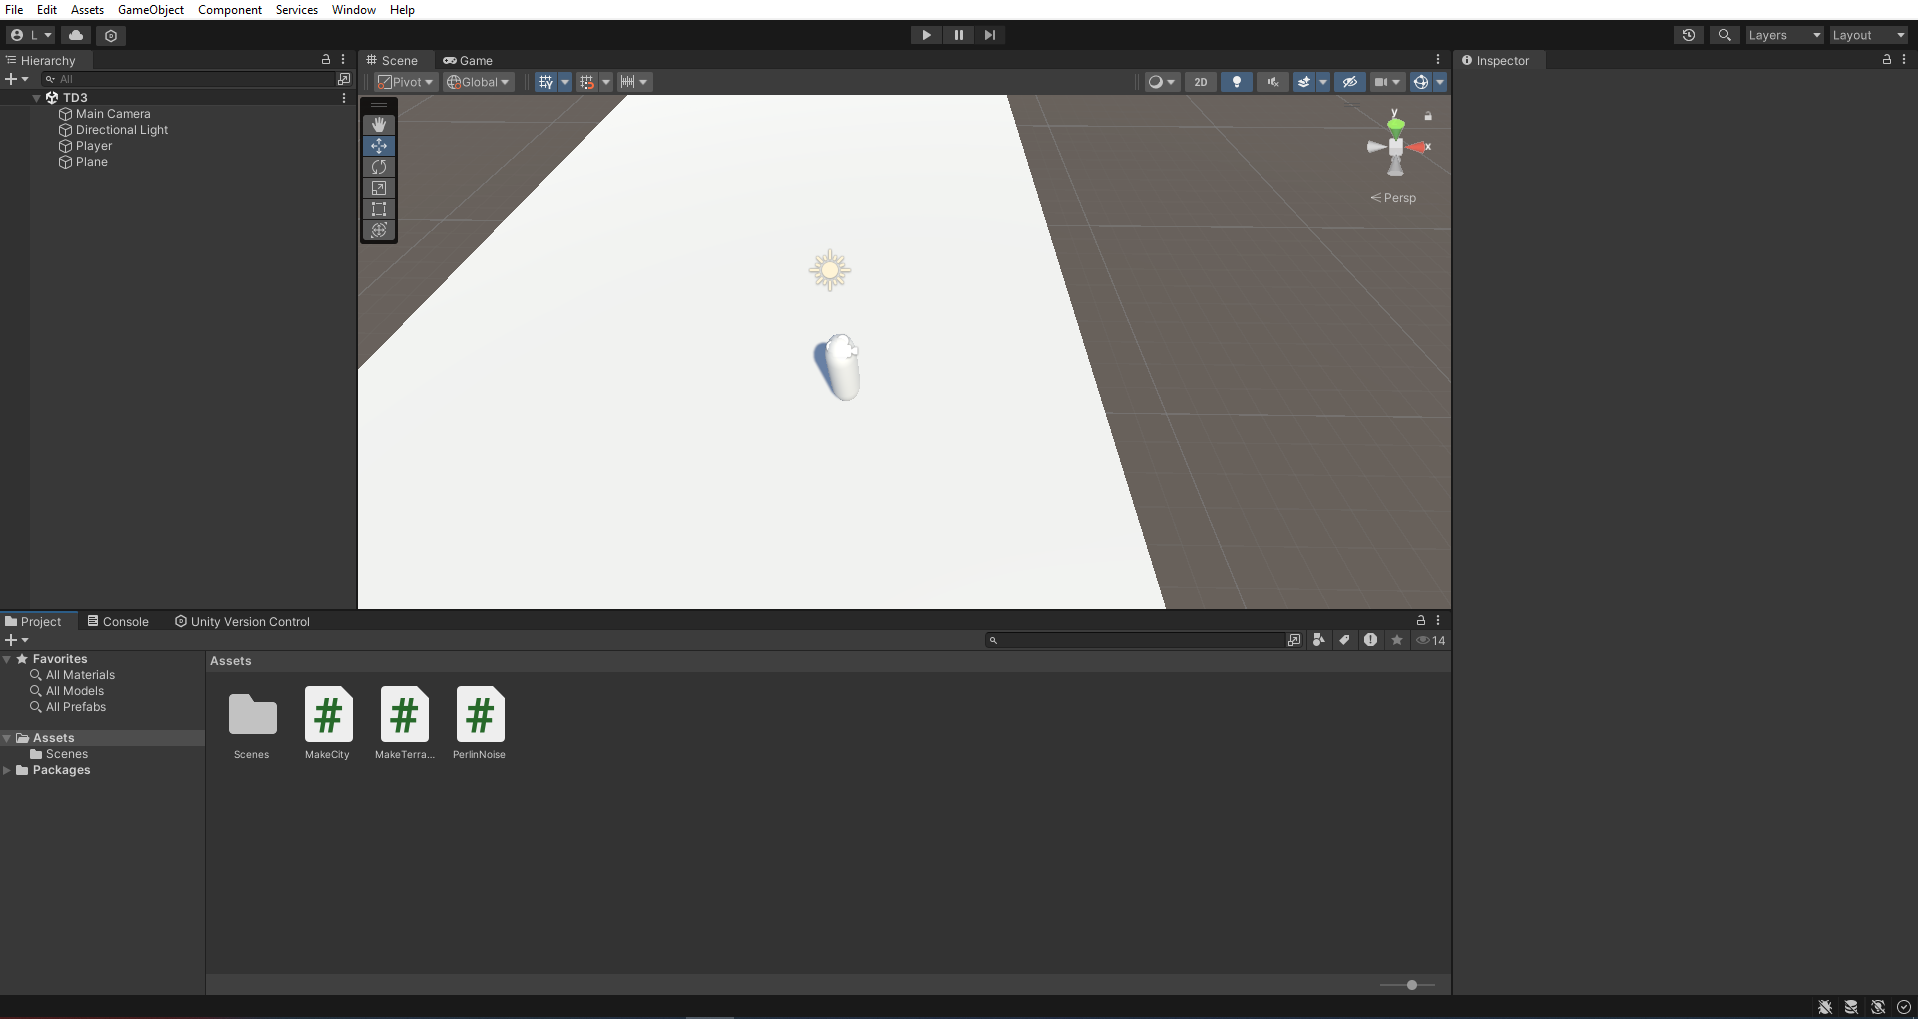 File Edit Assets GameObject Component Services Window Help
L
Layers Layout
Hierarchy
All
TD3
Main Camera
Directional Light
Player
Plane
Scene Game
Pivot Global 2D
y
x
Persp
Inspector
Project Console Unity Version Control
14
Favorites
All Materials
All Models
All Prefabs
Assets
Scenes
Packages
Assets
Scenes MakeCity MakeTerra... PerlinNoise